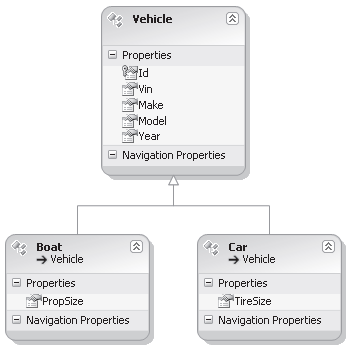 Vehicle
Properties
Id
Vin
Make
Model
Year
Navigation Properties
Boat
Vehicle
Properties
PropSize
Navigation Properties
Car
Vehicle
Properties
TireSize
Navigation Properties